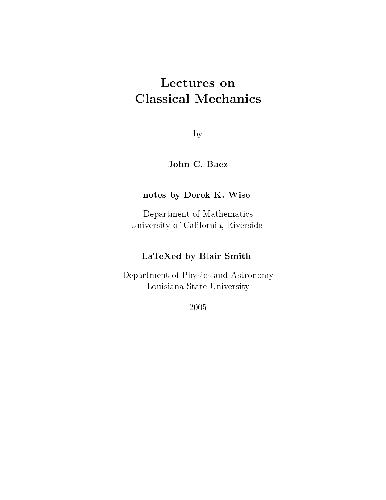 Lectures on
Classical Mechanics
by
John C. Baez
notes by Derek K. Wise
Department of Mathematics
University of California, Riverside
LaTeXed by Blair Smith
Department of Physics and Astronomy
Louisiana State University
2005